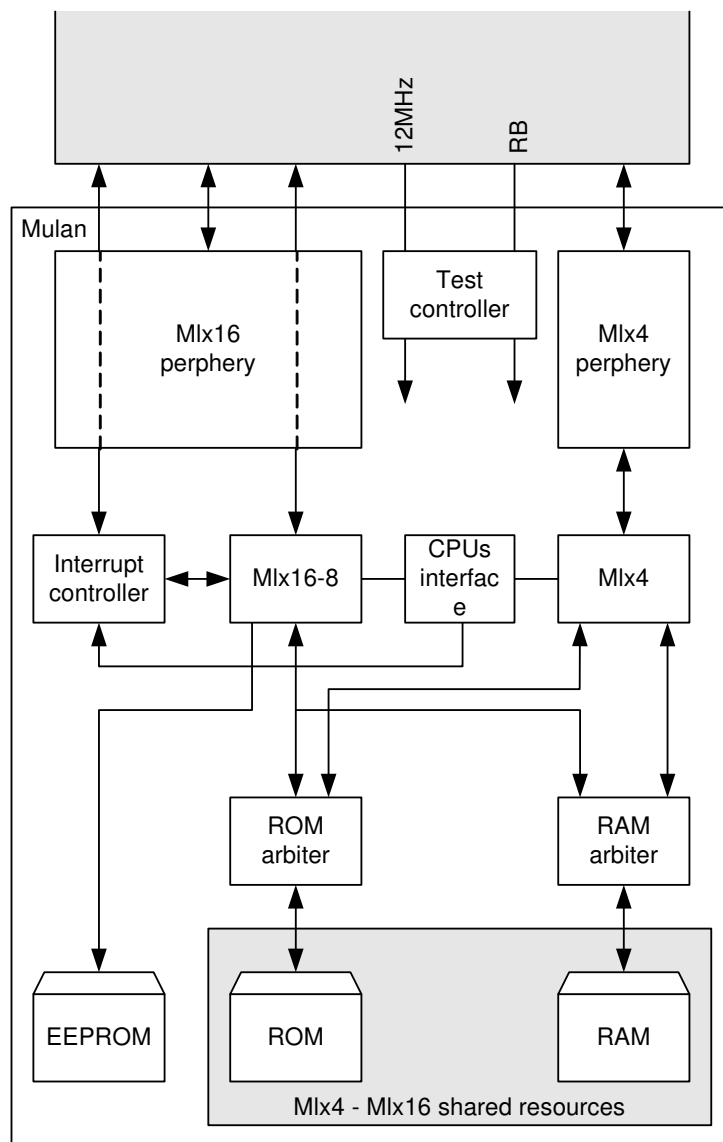 12MHz
RB
Mulan
Mlx16
perphery
Test
controller
Mlx4
perphery
Interrupt
controller
Mlx16-8
CPUs
interfac
e
Mlx4
ROM
arbiter
RAM
arbiter
EEPROM
ROM
RAM
Mlx4 - Mlx16 shared resources